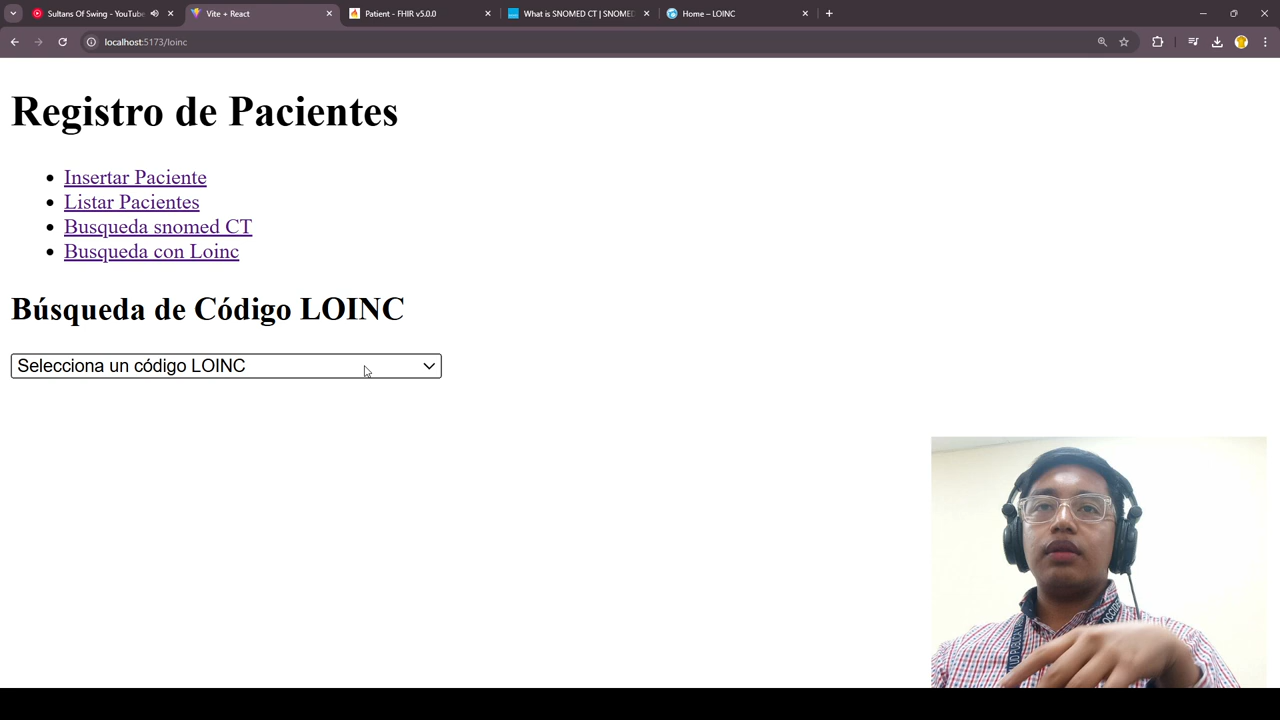 Sultans Of Swing - YouTube
Vite + React
Patient - FHIR v5.0.0
What is SNOMED CT | SNOMED
Home – LOINC
localhost:5173/loinc
Registro de Pacientes
Insertar Paciente
Listar Pacientes
Busqueda snomed CT
Busqueda con Loinc
Búsqueda de Código LOINC
Selecciona un código LOINC